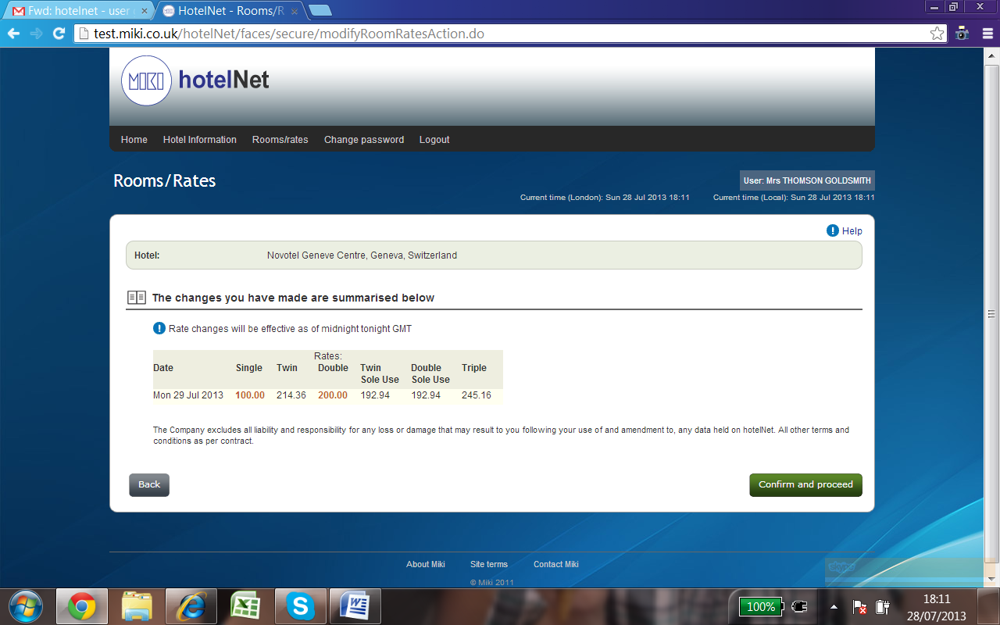 Fwd: hotelnet - user
HotelNet - Rooms/R
test.miki.co.uk/hotelNet/faces/secure/modifyRoomRatesAction.do
MIKI hotelNet
Home Hotel Information Rooms/rates Change password Logout
Rooms/Rates
User: Mrs THOMSON GOLDSMITH
Current time (London): Sun 28 Jul 2013 18:11 Current time (Local): Sun 28 Jul 2013 18:11
! Help
Hotel: Novotel Geneve Centre, Geneva, Switzerland
The changes you have made are summarised below
! Rate changes will be effective as of midnight tonight GMT
Rates:
Date Single Twin Double Twin Double Triple
Sole Use Sole Use
Mon 29 Jul 2013 100.00 214.36 200.00 192.94 192.94 245.16
The Company excludes all liability and responsibility for any loss or damage that may result to you following your use of and amendment to, any data held on hotelNet. All other terms and
conditions as per contract.
Back Confirm and proceed
About Miki Site terms Contact Miki
skype
© Miki 2011
100%
18:11
28/07/2013